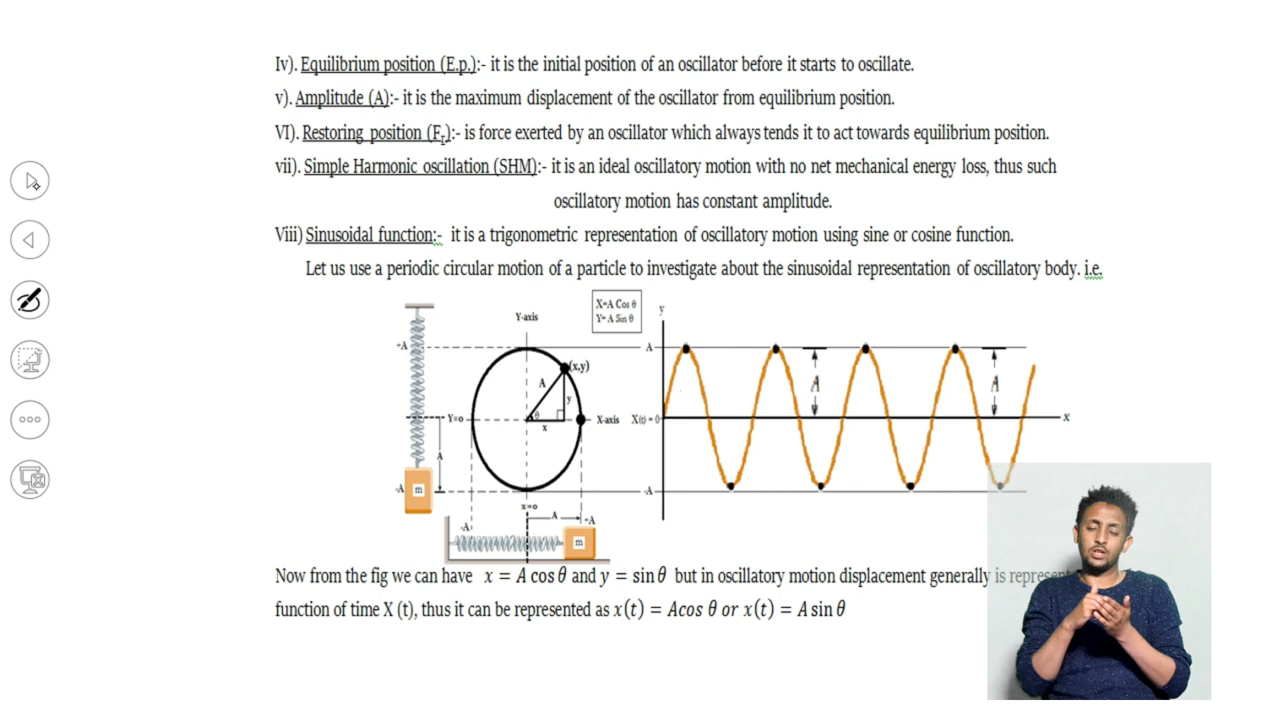 Iv). Equilibrium position (E.p.):- it is the initial position of an oscillator before it starts to oscillate.
v). Amplitude (A):- it is the maximum displacement of the oscillator from equilibrium position.
VI). Restoring position (Fr):- is force exerted by an oscillator which always tends it to act towards equilibrium position.
vii). Simple Harmonic oscillation (SHM):- it is an ideal oscillatory motion with no net mechanical energy loss, thus such
oscillatory motion has constant amplitude.
Viii) Sinusoidal function:- it is a trigonometric representation of oscillatory motion using sine or cosine function.
Let us use a periodic circular motion of a particle to investigate about the sinusoidal representation of oscillatory body. i.e.
X=A Cos θ
Y= A Sin θ
Y-axis
y
+A
A
(x,y)
A
A
A
θ
y
Y=0
x
X-axis
X(t) = 0
x
A
-A
m
-A
x=0
-A
A
+A
m
Now from the fig we can have x = A cos θ and y = sin θ but in oscillatory motion displacement generally is represent
function of time X (t), thus it can be represented as x(t) = Acos θ or x(t) = A sin θ